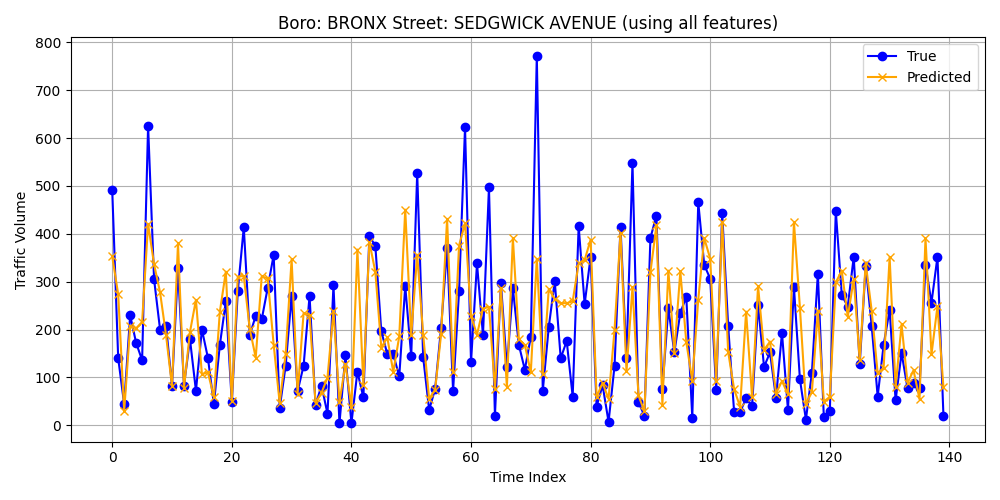 Boro: BRONX Street: SEDGWICK AVENUE (using all features)
True
Predicted
Traffic Volume
800
700
600
500
400
300
200
100
0
0 20 40 60 80 100 120 140
Time Index